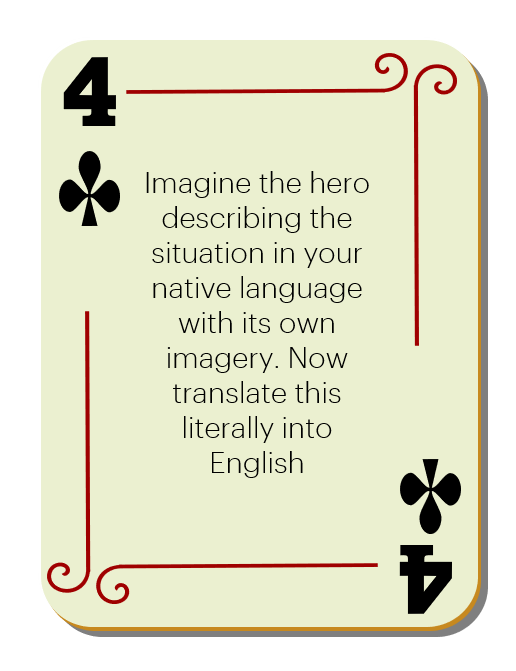 4
Imagine the hero
describing the
situation in your
native language
with its own
imagery. Now
translate this
literally into
English
4